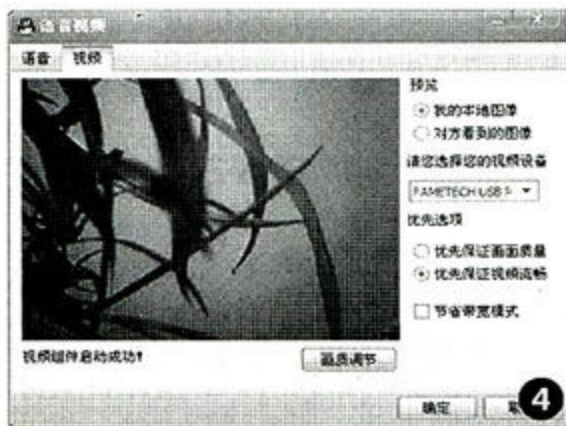 语音视频
语音 视频
预览
我的本地图像
对方看到的图像
请您选择您的视频设备
FAMETECH USB
优先选项
优先保证画面质量
优先保证视频流畅
节省带宽模式
视频组件启动成功!
画质调节
确定
取
4